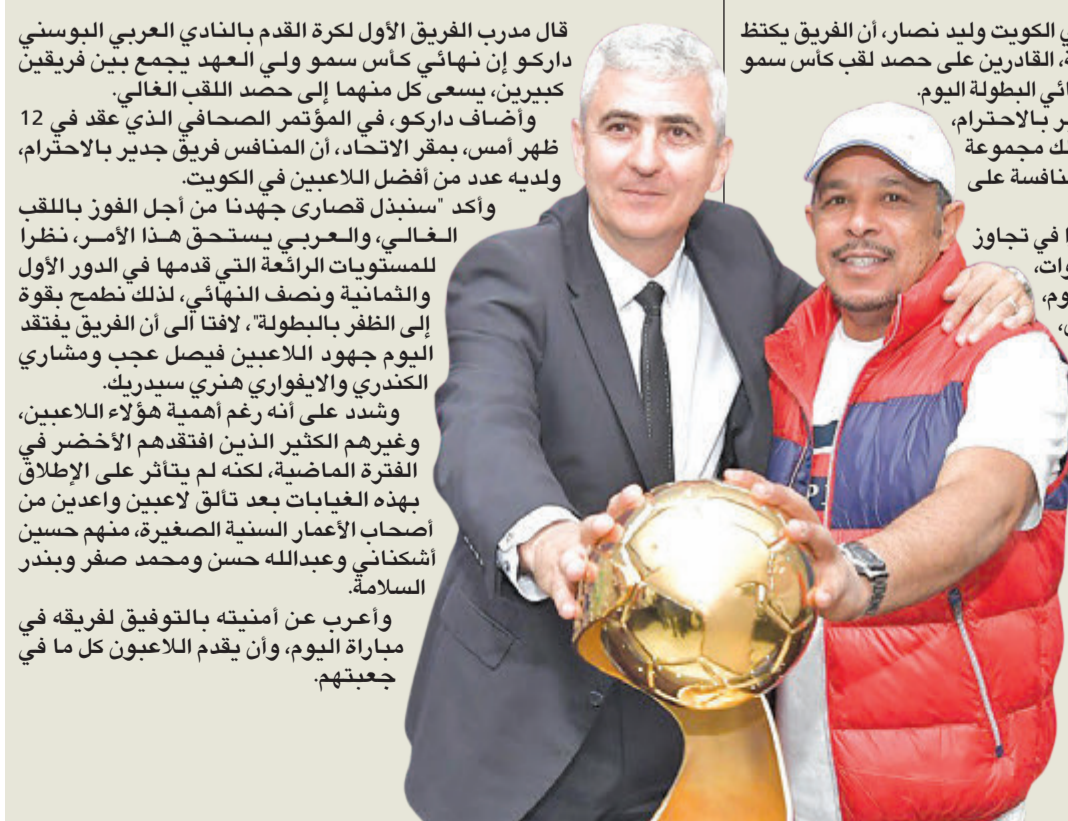 ي الكويت وليد نصار، أن الفريق يكتظ
ة، القادرين على حصد لقب كأس سمو
ائي البطولة اليوم.
ر بالاحترام،
لك مجموعة
نافسة على
ا في تجاوز
وات،
وم،
قال مدرب الفريق الأول لكرة القدم بالنادي العربي البوسني
داركو إن نهائي كأس سمو ولي العهد يجمع بين فريقين
كبيرين، يسعى كل منهما إلى حصد اللقب الغالي.
وأضاف داركو، في المؤتمر الصحافي الذي عقد في 12
ظهر أمس، بمقر الاتحاد، أن المنافس فريق جدير بالاحترام،
ولديه عدد من أفضل اللاعبين في الكويت.
وأكد "سنبذل قصارى جهدنا من أجل الفوز باللقب
الغالي، والعربي يستحق هذا الأمر، نظرا
للمستويات الرائعة التي قدمها في الدور الأول
والثمانية ونصف النهائي، لذلك نطمح بقوة
إلى الظفر بالبطولة"، لافتا الى أن الفريق يفتقد
اليوم جهود اللاعبين فيصل عجب ومشاري
الكندري والايفواري هنري سيدريك.
وشدد على أنه رغم أهمية هؤلاء اللاعبين،
وغيرهم الكثير الذين افتقدهم الأخضر في
الفترة الماضية، لكنه لم يتأثر على الإطلاق
بهذه الغيابات بعد تألق لاعبين واعدين من
أصحاب الأعمار السنية الصغيرة، منهم حسين
أشكناني وعبدالله حسن ومحمد صفر وبندر
السلامة.
وأعرب عن أمنيته بالتوفيق لفريقه في
مباراة اليوم، وأن يقدم اللاعبون كل ما في
جعبتهم.